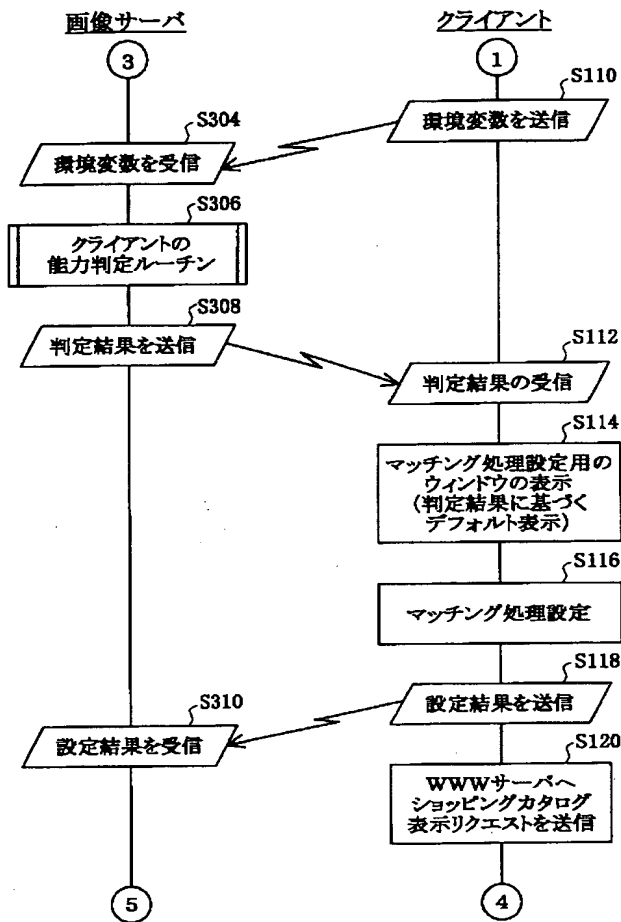 画像サーバ
クライアント
3
1
S110
環境変数を送信
S304
環境変数を受信
S306
クライアントの
能力判定ルーチン
S308
判定結果を送信
S112
判定結果の受信
S114
マッチング処理設定用の
ウィンドウの表示
(判定結果に基づく
デフォルト表示)
S116
マッチング処理設定
S118
設定結果を送信
S310
設定結果を受信
S120
WWWサーバへ
ショッピングカタログ
表示リクエストを送信
5
4